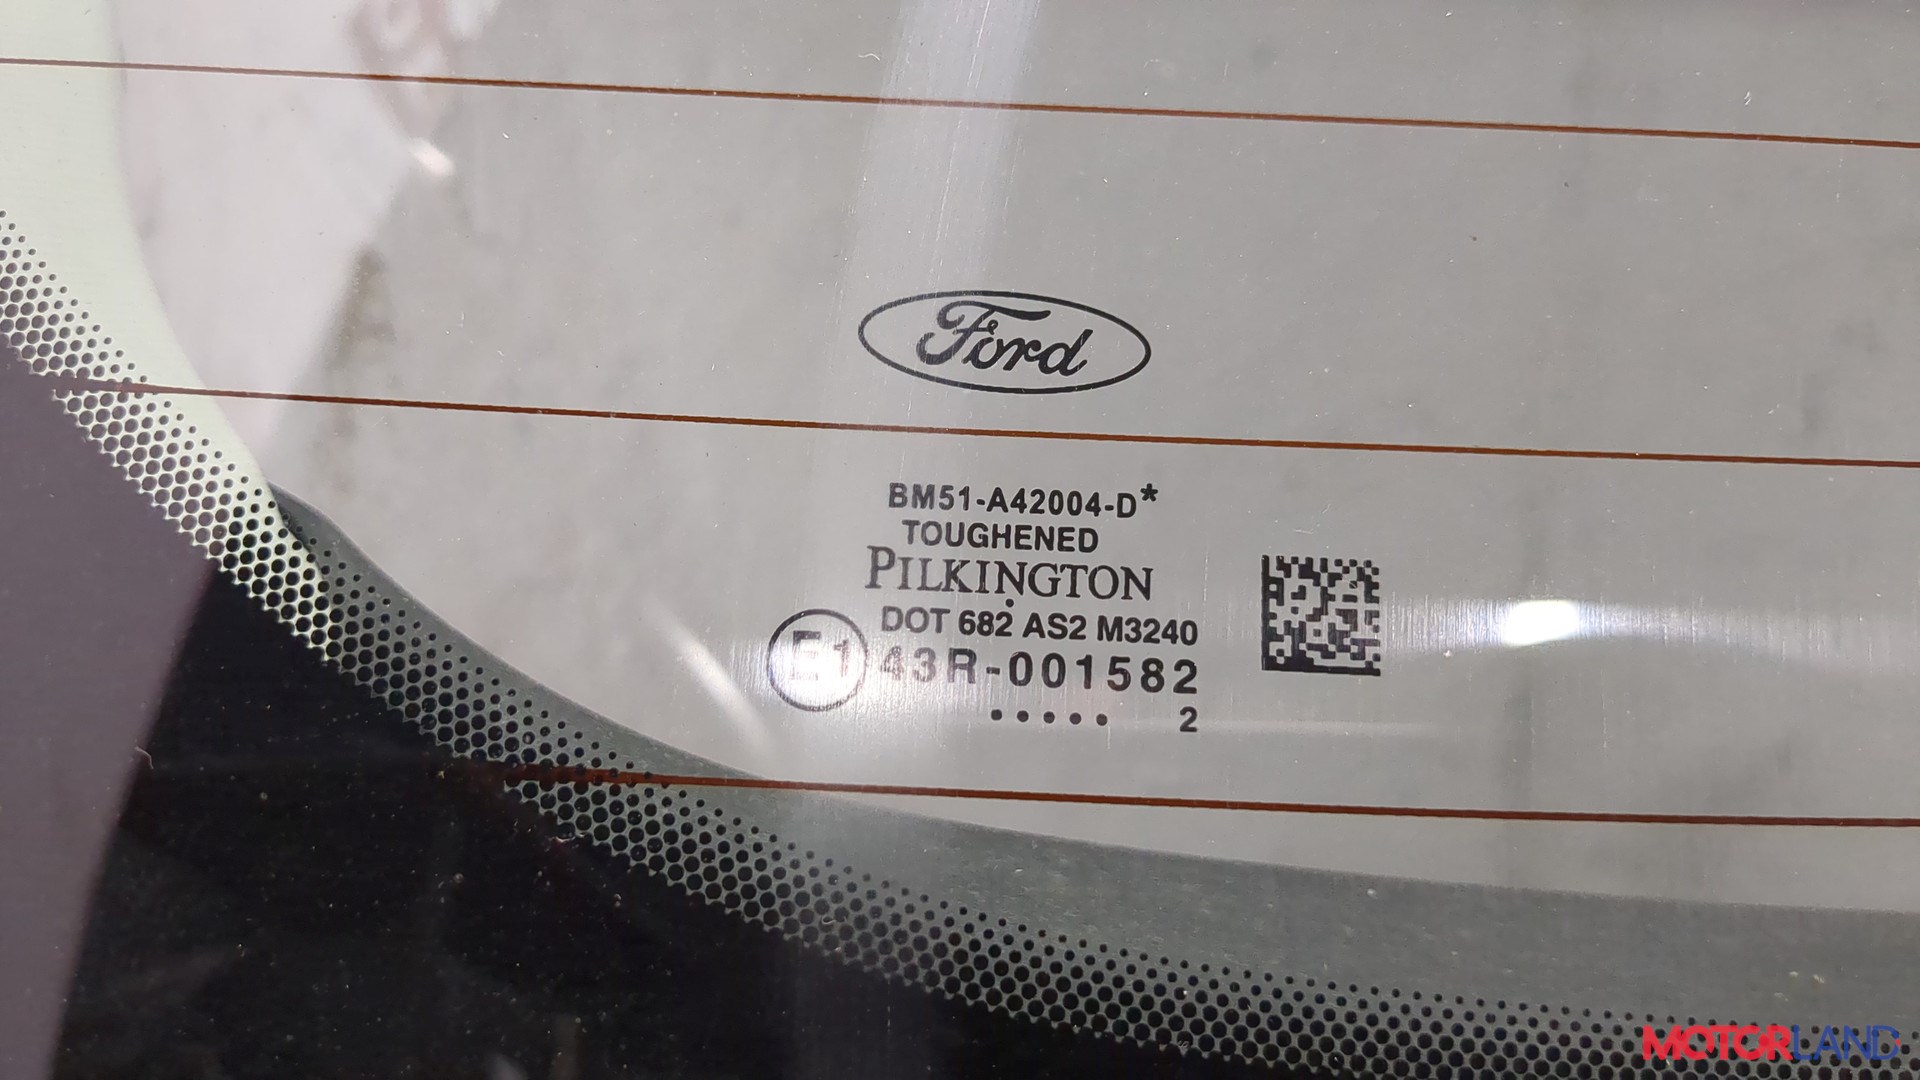 Ford
BM51-A42004-D*
TOUGHENED
PILKINGTON
DOT 682 AS2 M3240
E1 43R-001582
..... 2
MOTORLAND